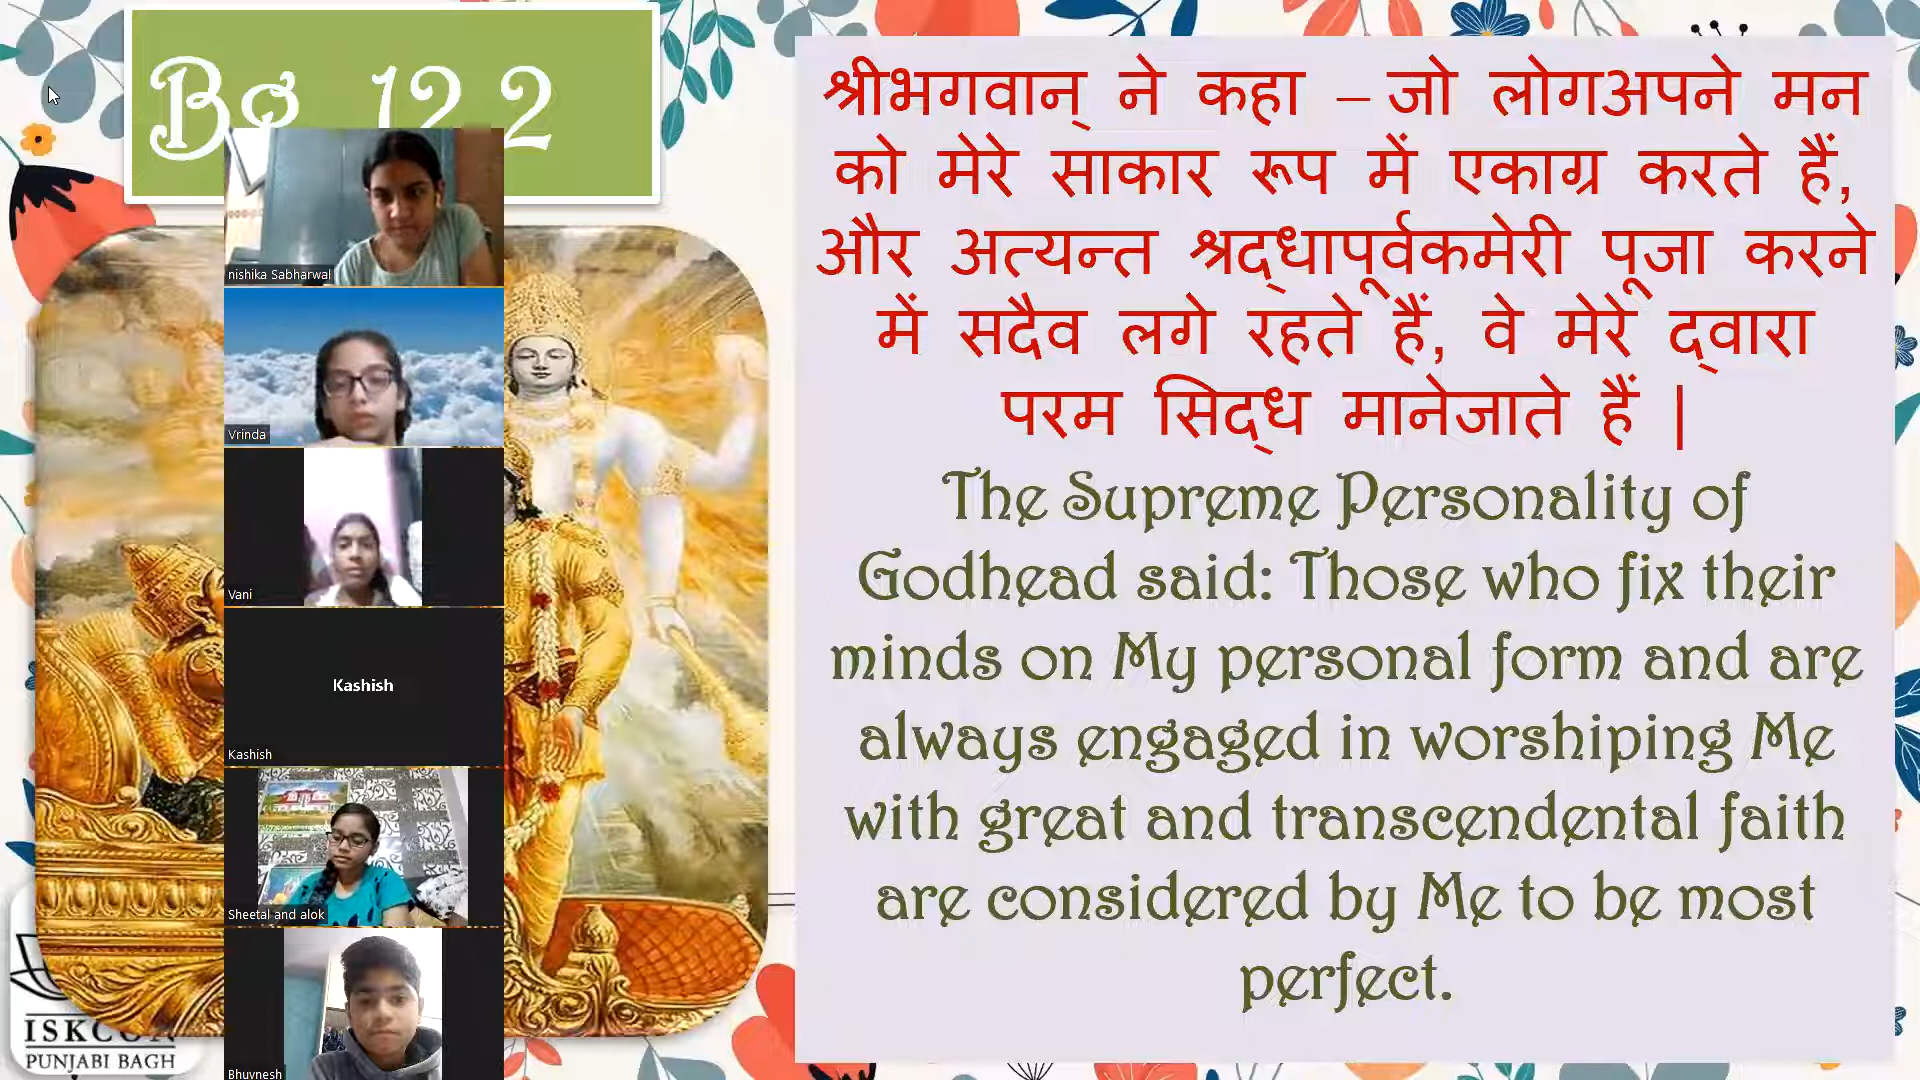 Bg 12.2
श्रीभगवान् ने कहा – जो लोगअपने मन
को मेरे साकार रूप में एकाग्र करते हैं,
और अत्यन्त श्रद्धापूर्वकमेरी पूजा करने
में सदैव लगे रहते हैं, वे मेरे द्वारा
परम सिद्ध मानेजाते हैं |
The Supreme Personality of
Godhead said: Those who fix their
minds on My personal form and are
always engaged in worshiping Me
with great and transcendental faith
are considered by Me to be most
perfect.
nishika Sabharwal
Vrinda
Vani
Kashish
Kashish
Sheetal and alok
Bhuvnesh
ISKCON
PUNJABI BAGH